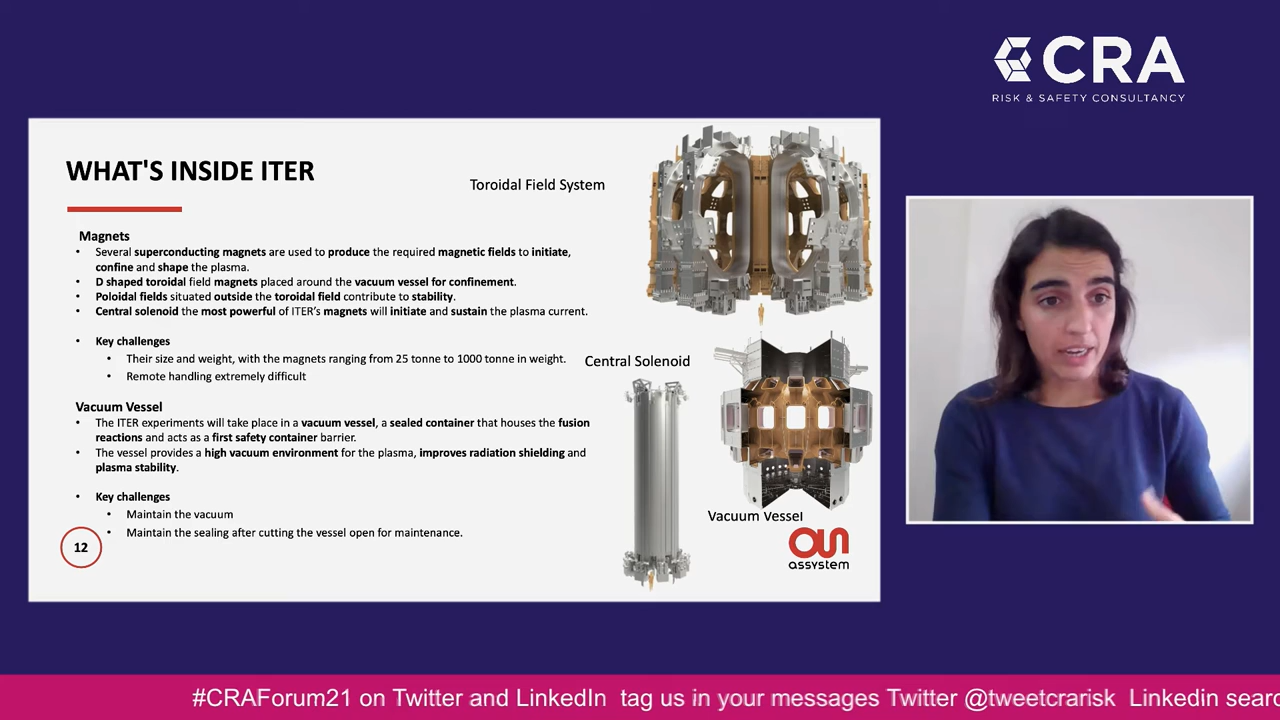 CRA
RISK & SAFETY CONSULTANCY
WHAT'S INSIDE ITER
Toroidal Field System
Magnets
• Several superconducting magnets are used to produce the required magnetic fields to initiate,
confine and shape the plasma.
• D shaped toroidal field magnets placed around the vacuum vessel for confinement.
• Poloidal fields situated outside the toroidal field contribute to stability.
• Central solenoid the most powerful of ITER's magnets will initiate and sustain the plasma current.
• Key challenges
• Their size and weight, with the magnets ranging from 25 tonne to 1000 tonne in weight.
• Remote handling extremely difficult
Central Solenoid
Vacuum Vessel
• The ITER experiments will take place in a vacuum vessel, a sealed container that houses the fusion
reactions and acts as a first safety container barrier.
• The vessel provides a high vacuum environment for the plasma, improves radiation shielding and
plasma stability.
• Key challenges
• Maintain the vacuum
• Maintain the sealing after cutting the vessel open for maintenance.
Vacuum Vessel
12
assystem
#CRAForum21 on Twitter and LinkedIn tag us in your messages Twitter @tweetcrarisk Linkedin searc